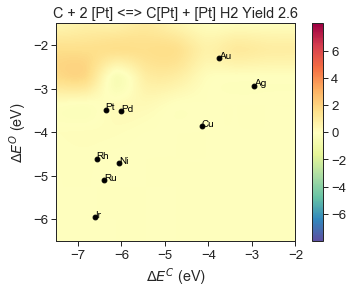 C + 2 [Pt] <=> C[Pt] + [Pt] H2 Yield 2.6
ΔE^O (eV)
−2
−3
−4
−5
−6
Au
Ag
Pt
Pd
Cu
Rh
Ni
Ru
Ir
−7
−6
−5
−4
−3
−2
ΔE^C (eV)
6
4
2
0
−2
−4
−6